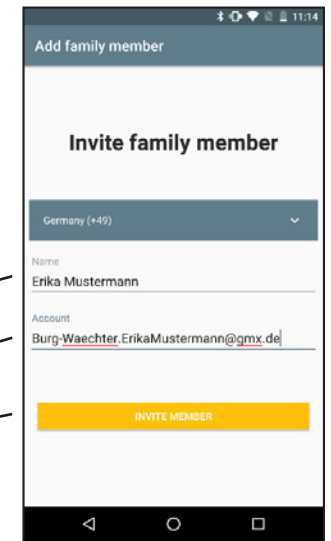 11:14
Add family member
Invite family member
Germany (+49)
Name
Erika Mustermann
Account
Burg-Waechter.ErikaMustermann@gmx.de
INVITE MEMBER